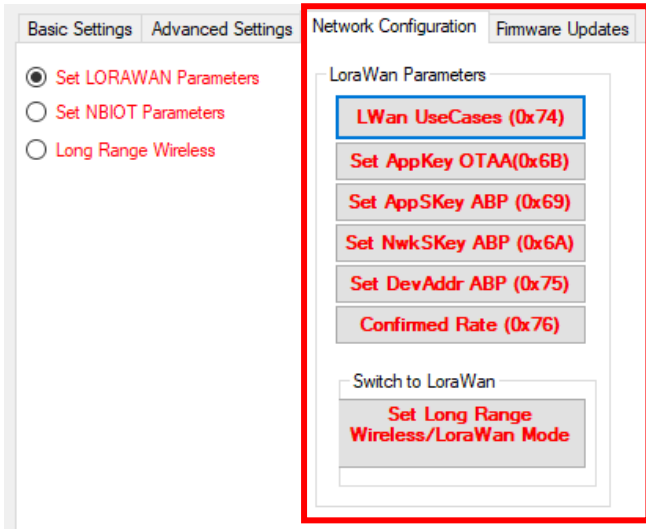 Basic Settings Advanced Settings Network Configuration Firmware Updates
Set LORAWAN Parameters
Set NBIOT Parameters
Long Range Wireless
LoraWan Parameters
LWan UseCases (0x74)
Set AppKey OTAA(0x6B)
Set AppSKey ABP (0x69)
Set NwkSKey ABP (0x6A)
Set DevAddr ABP (0x75)
Confirmed Rate (0x76)
Switch to LoraWan
Set Long Range
Wireless/LoraWan Mode